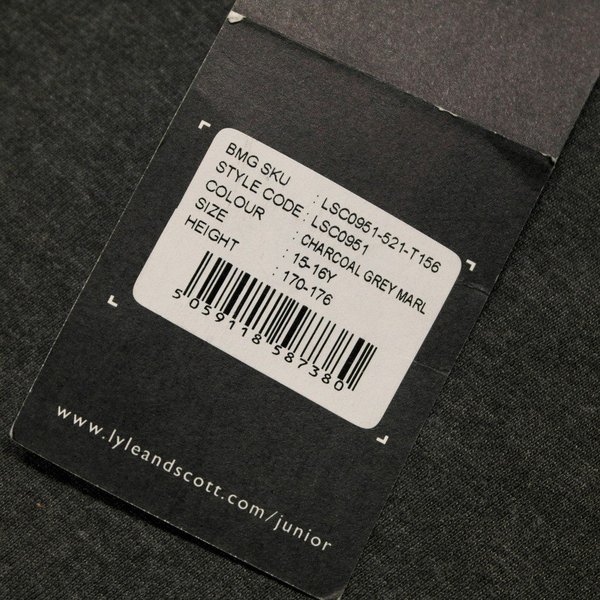 BMG SKU : LSC0951-521-T156
STYLE CODE : LSC0951
COLOUR : CHARCOAL GREY MARL
SIZE : 15-16Y
HEIGHT : 170-176
5 059118 587380
www.lyleandscott.com/junior